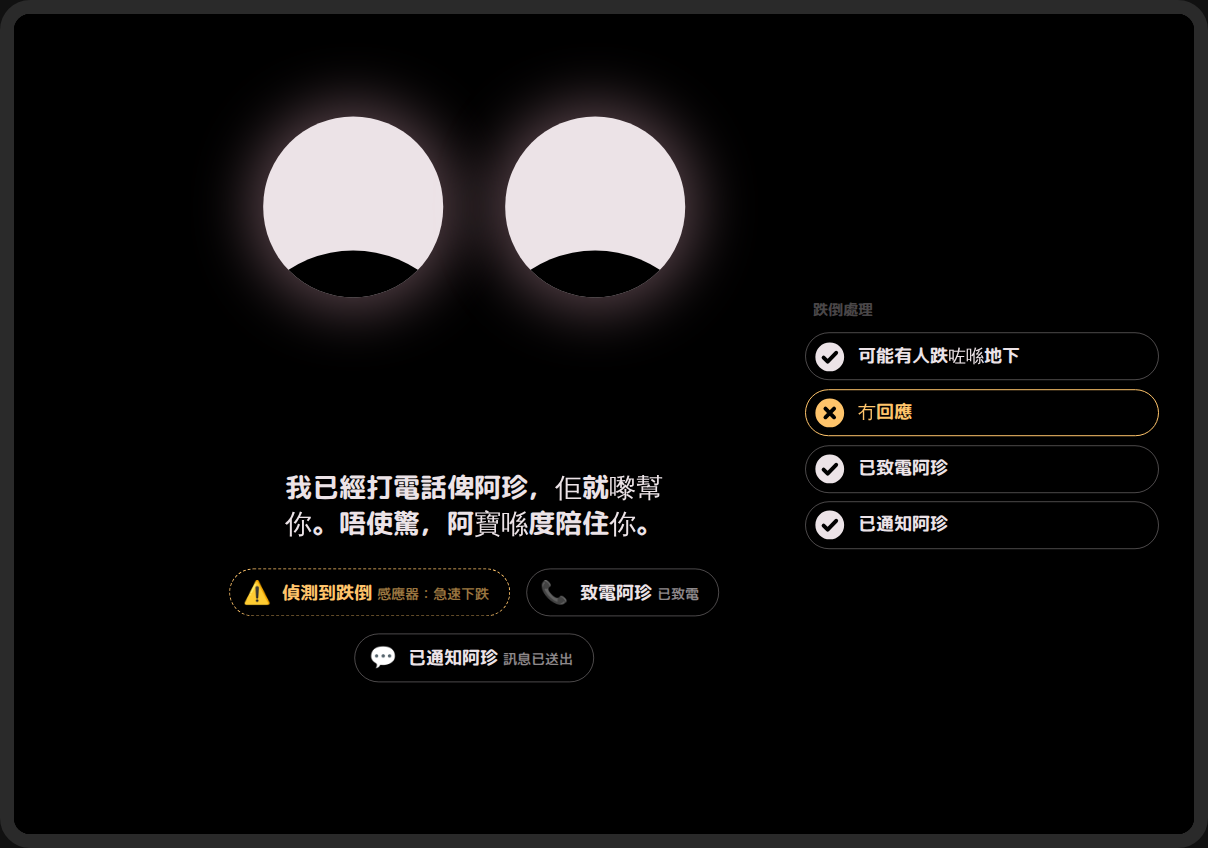 跌倒處理
可能有人跌咗喺地下
冇回應
已致電阿珍
已通知阿珍
我已經打電話俾阿珍，佢就嚟幫
你。唔使驚，阿寶喺度陪住你。
偵測到跌倒 感應器：急速下跌
致電阿珍 已致電
已通知阿珍 訊息已送出